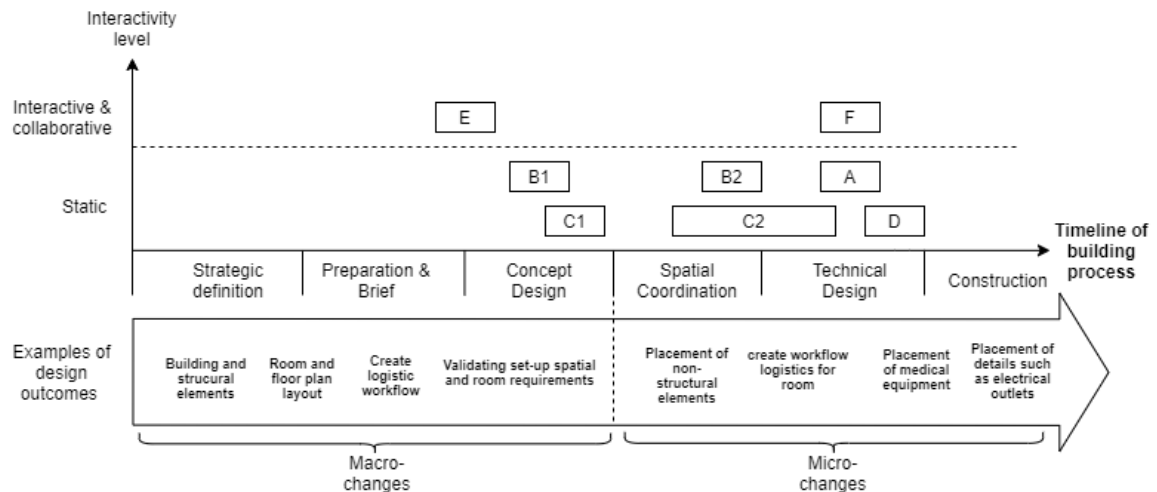 Interactivity
level
Interactive &
collaborative
E
F
B1
B2
A
Static
C1
C2
D
Timeline of
building
process
Strategic
definition
Preparation &
Brief
Concept
Design
Spatial
Coordination
Technical
Design
Construction
Examples of
design
outcomes
Building and
strucural
elements
Room and
floor plan
layout
Create
logistic
workflow
Validating set-up spatial
and room requirements
Placement of
non-
structural
elements
create workflow
logistics for
room
Placement
of medical
equipment
Placement of
details such
as electrical
outlets
Macro-
changes
Micro-
changes